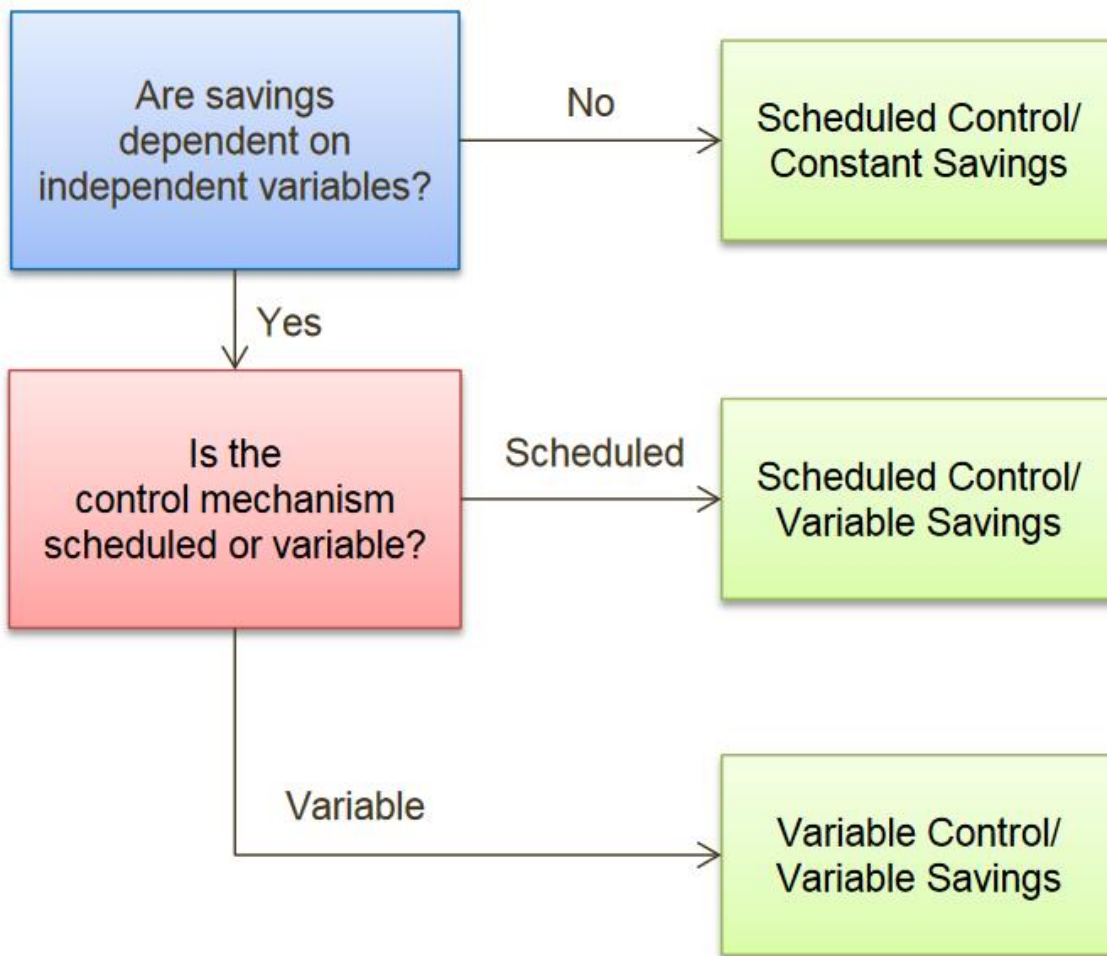 Are savings
dependent on
independent variables?
No
Scheduled Control/
Constant Savings
Yes
Is the
control mechanism
scheduled or variable?
Scheduled
Scheduled Control/
Variable Savings
Variable
Variable Control/
Variable Savings